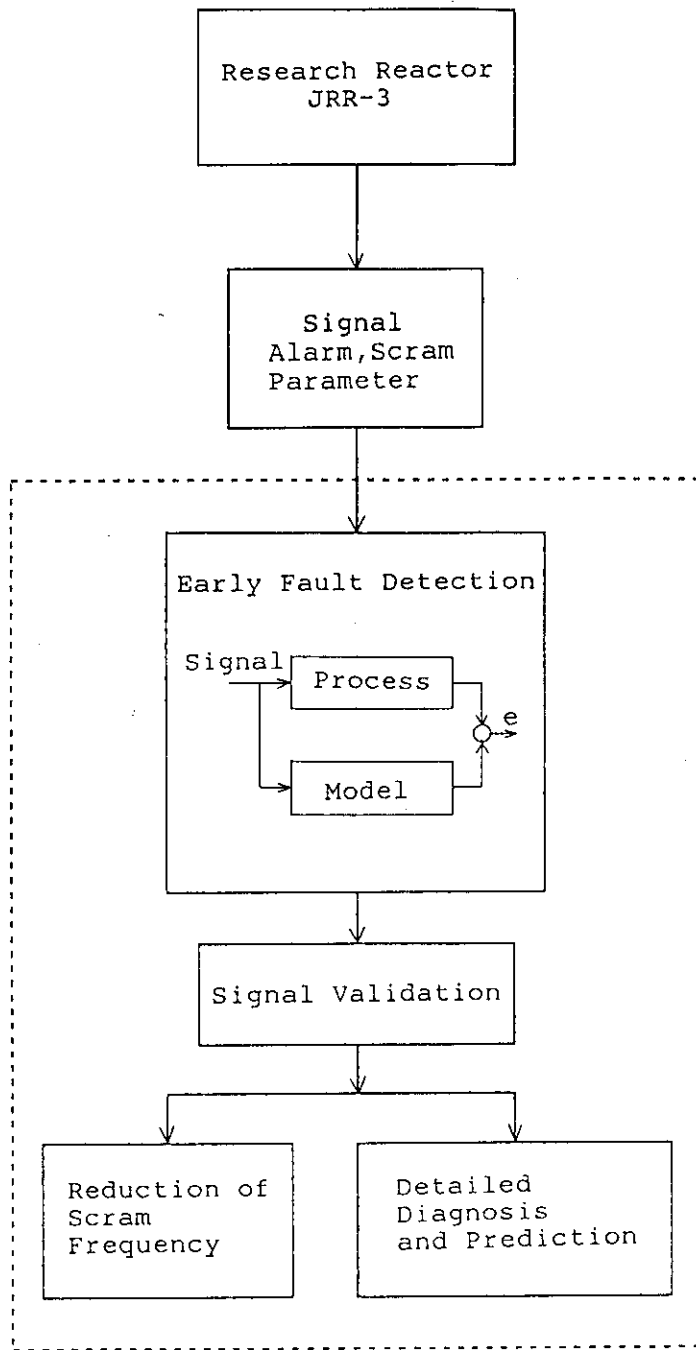 Research Reactor
JRR-3
Signal
Alarm,Scram
Parameter
Early Fault Detection
Signal
Process
e
Model
Signal Validation
Reduction of
Scram
Frequency
Detailed
Diagnosis
and Prediction